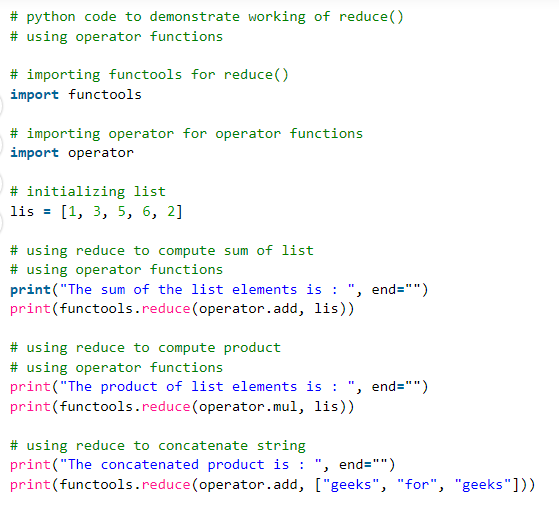 # python code to demonstrate working of reduce()
# using operator functions
# importing functools for reduce()
import functools
# importing operator for operator functions
import operator
# initializing list
lis = [1, 3, 5, 6, 2]
# using reduce to compute sum of list
# using operator functions
print("The sum of the list elements is : ", end="")
print(functools.reduce(operator.add, lis))
# using reduce to compute product
# using operator functions
print("The product of list elements is : ", end="")
print(functools.reduce(operator.mul, lis))
# using reduce to concatenate string
print("The concatenated product is : ", end="")
print(functools.reduce(operator.add, ["geeks", "for", "geeks"]))